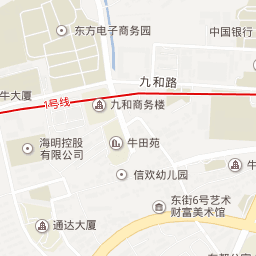 东方电子商务园
中国银行
九和路
牛大厦
1号线
九和商务楼
海明控股
有限公司
牛田苑
牛
信欢幼儿园
东街6号艺术
财富美术馆
通达大厦